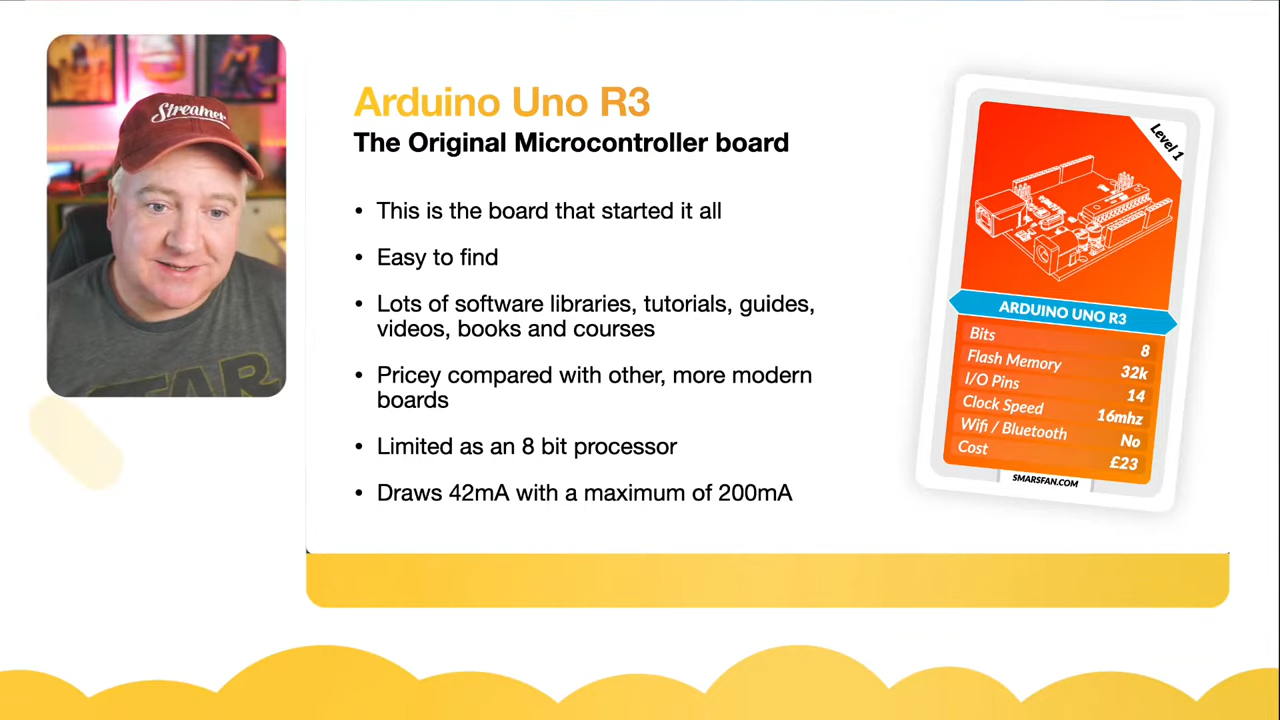 Streamer
STAR
Arduino Uno R3
The Original Microcontroller board
• This is the board that started it all
• Easy to find
• Lots of software libraries, tutorials, guides,
videos, books and courses
• Pricey compared with other, more modern
boards
• Limited as an 8 bit processor
• Draws 42mA with a maximum of 200mA
Level 1
ARDUINO UNO R3
Bits 8
Flash Memory 32k
I/O Pins 14
Clock Speed 16mhz
Wifi / Bluetooth No
Cost £23
SMARSFAN.COM